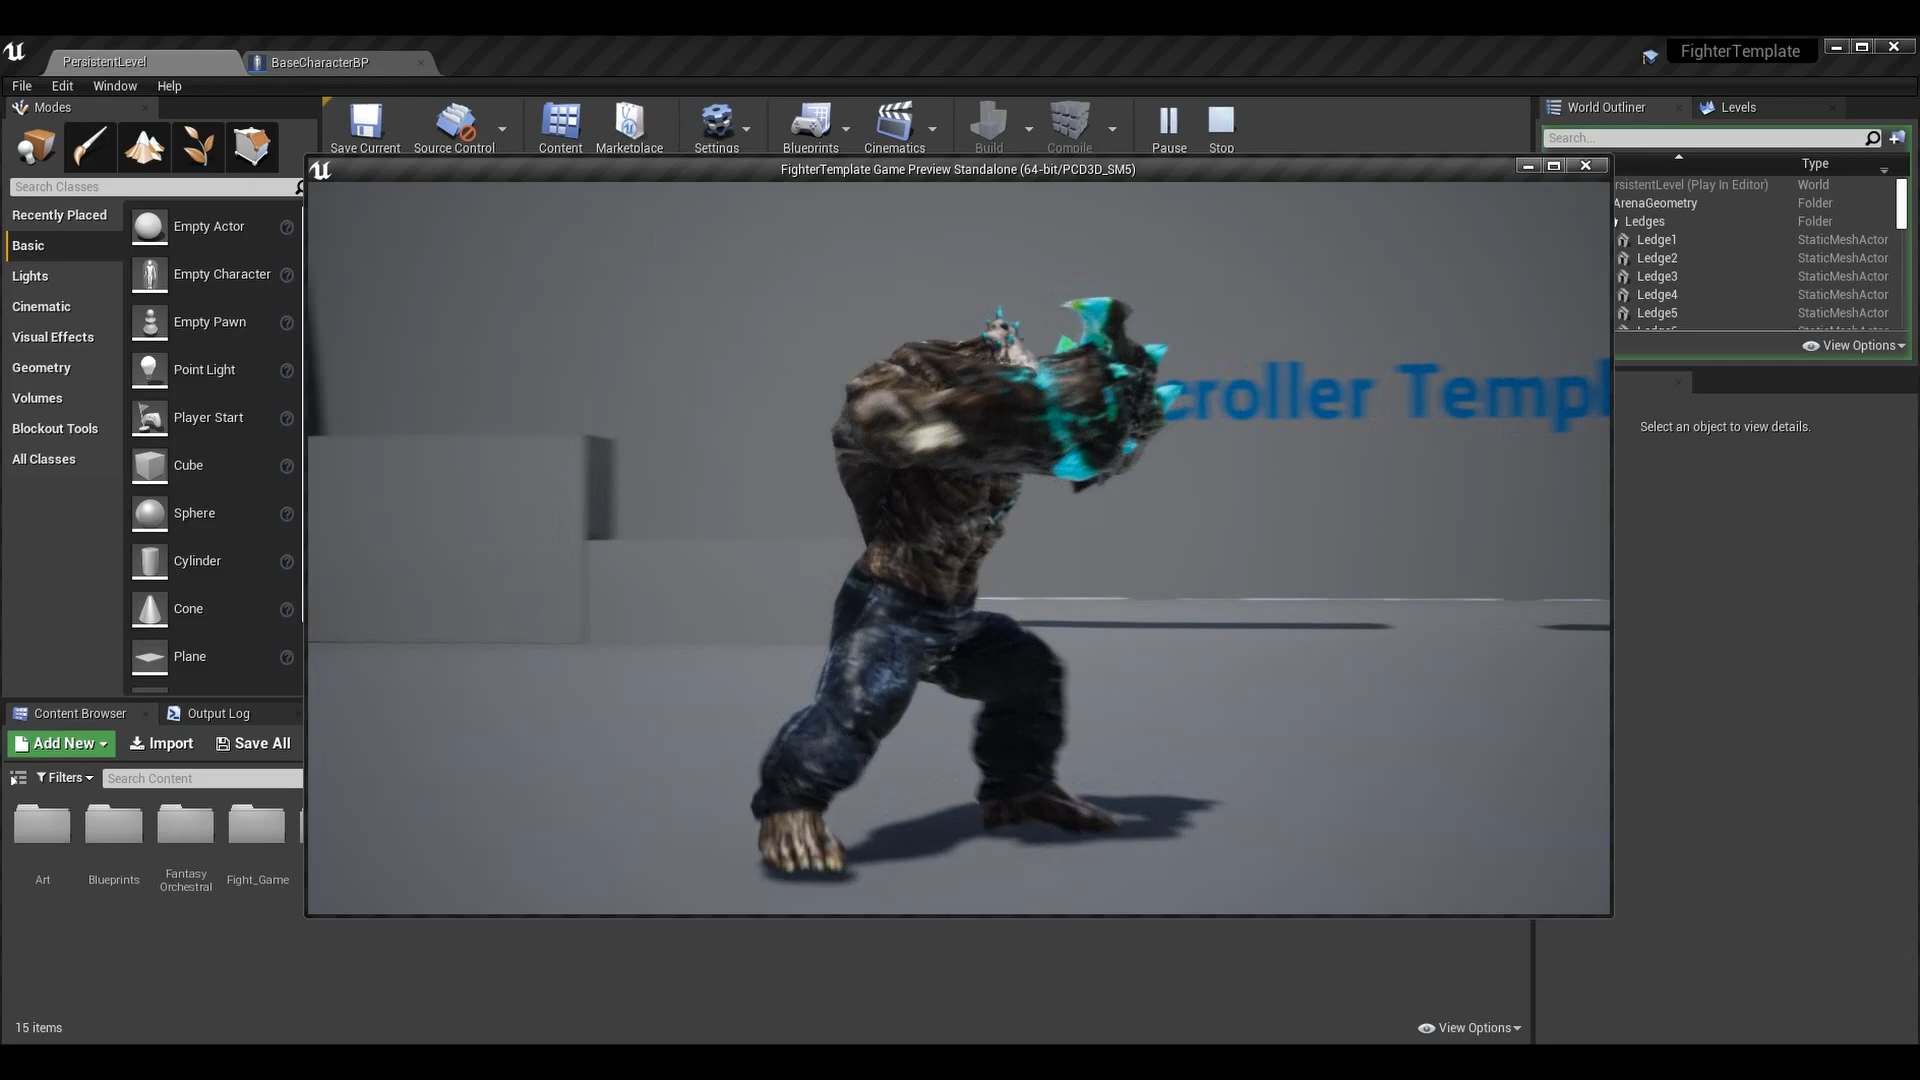 PersistentLevel
BaseCharacterBP
FighterTemplate
File Edit Window Help
Modes
Save Current
Source Control
Content
Marketplace
Settings
Blueprints
Cinematics
Build
Compile
Pause
Stop
World Outliner
Levels
Search...
Search Classes
FighterTemplate Game Preview Standalone (64-bit/PCD3D_SM5)
Type
rsistentLevel (Play In Editor) World
ArenaGeometry Folder
Ledges Folder
Ledge1 StaticMeshActor
Ledge2 StaticMeshActor
Ledge3 StaticMeshActor
Ledge4 StaticMeshActor
Ledge5 StaticMeshActor
View Options
Select an object to view details.
Recently Placed
Basic
Lights
Cinematic
Visual Effects
Geometry
Volumes
Blockout Tools
All Classes
Empty Actor
Empty Character
Empty Pawn
Point Light
Player Start
Cube
Sphere
Cylinder
Cone
Plane
croller Templ
Content Browser
Output Log
Add New
Import
Save All
Filters
Search Content
Art
Blueprints
Fantasy
Orchestral
Fight_Game
15 items
View Options